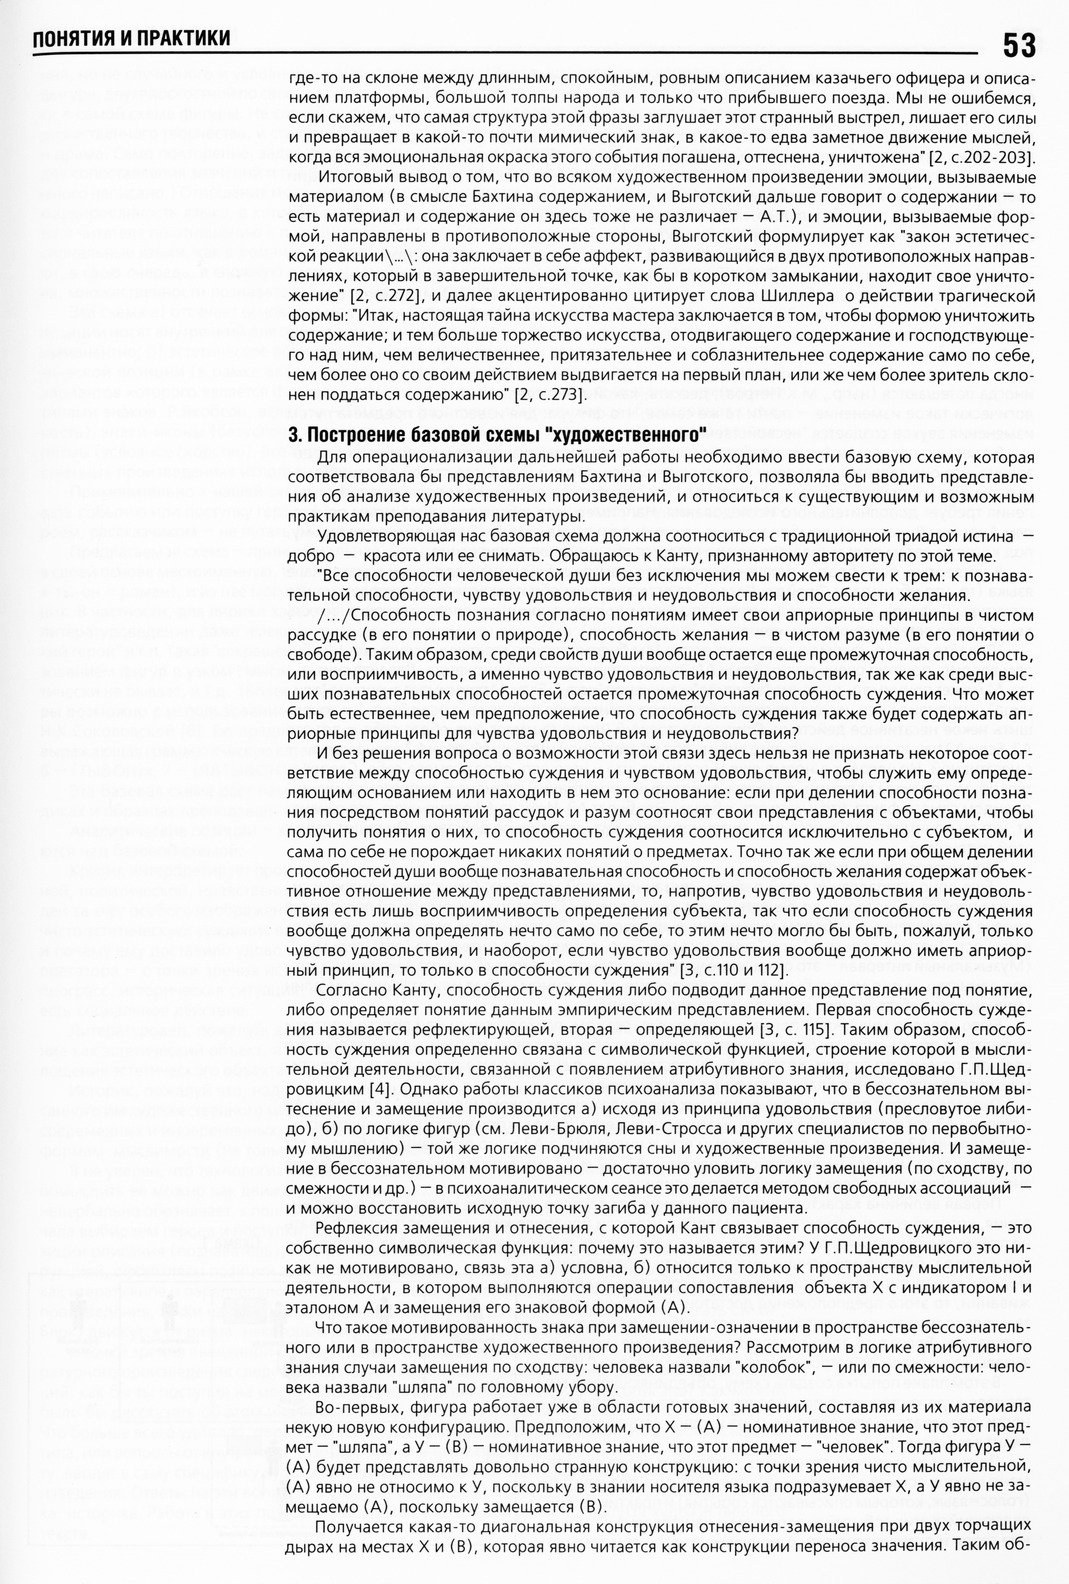 ПОНЯТИЯ И ПРАКТИКИ
53
где-то на склоне между длинным, спокойным, ровным описанием казачьего офицера и описа-
нием платформы, большой толпы народа и только что прибывшего поезда. Мы не ошибемся,
если скажем, что самая структура этой фразы заглушает этот странный выстрел, лишает его силы
и превращает в какой-то почти мимический знак, в какое-то едва заметное движение мыслей,
когда вся эмоциональная окраска этого события погашена, оттеснена, уничтожена" [2, с.202-203].
Итоговый вывод о том, что во всяком художественном произведении эмоции, вызываемые
материалом (в смысле Бахтина содержанием, и Выготский дальше говорит о содержании — то
есть материал и содержание он здесь тоже не различает — А.Т.), и эмоции, вызываемые фор-
мой, направлены в противоположные стороны, Выготский формулирует как "закон эстетичес-
кой реакции\...\: она заключает в себе аффект, развивающийся в двух противоположных направ-
лениях, который в завершительной точке, как бы в коротком замыкании, находит свое уничто-
жение" [2, с.272], и далее акцентированно цитирует слова Шиллера о действии трагической
формы: "Итак, настоящая тайна искусства мастера заключается в том, чтобы формою уничтожить
содержание; и тем больше торжество искусства, отодвигающего содержание и господствующе-
го над ним, чем величественнее, притязательнее и соблазнительнее содержание само по себе,
чем более оно со своим действием выдвигается на первый план, или же чем более зритель скло-
нен поддаться содержанию" [2, с.273].
3. Построение базовой схемы "художественного"
Для операционализации дальнейшей работы необходимо ввести базовую схему, которая
соответствовала бы представлениям Бахтина и Выготского, позволяла бы вводить представле-
ния об анализе художественных произведений, и относиться к существующим и возможным
практикам преподавания литературы.
Удовлетворяющая нас базовая схема должна соотноситься с традиционной триадой истина —
добро — красота или ее снимать. Обращаюсь к Канту, признанному авторитету по этой теме.
"Все способности человеческой души без исключения мы можем свести к трем: к познава-
тельной способности, чувству удовольствия и неудовольствия и способности желания.
/.../Способность познания согласно понятиям имеет свои априорные принципы в чистом
рассудке (в его понятии о природе), способность желания — в чистом разуме (в его понятии о
свободе). Таким образом, среди свойств души вообще остается еще промежуточная способность,
или восприимчивость, а именно чувство удовольствия и неудовольствия, так же как среди выс-
ших познавательных способностей остается промежуточная способность суждения. Что может
быть естественнее, чем предположение, что способность суждения также будет содержать ап-
риорные принципы для чувства удовольствия и неудовольствия?
И без решения вопроса о возможности этой связи здесь нельзя не признать некоторое соот-
ветствие между способностью суждения и чувством удовольствия, чтобы служить ему опреде-
ляющим основанием или находить в нем это основание: если при делении способности позна-
ния посредством понятий рассудок и разум соотносят свои представления с объектами, чтобы
получить понятия о них, то способность суждения соотносится исключительно с субъектом, и
сама по себе не порождает никаких понятий о предметах. Точно так же если при общем делении
способностей души вообще познавательная способность и способность желания содержат объек-
тивное отношение между представлениями, то, напротив, чувство удовольствия и неудоволь-
ствия есть лишь восприимчивость определения субъекта, так что если способность суждения
вообще должна определять нечто само по себе, то этим нечто могло бы быть, пожалуй, только
чувство удовольствия, и наоборот, если чувство удовольствия вообще должно иметь априор-
ный принцип, то только в способности суждения" [3, с.110 и 112].
Согласно Канту, способность суждения либо подводит данное представление под понятие,
либо определяет понятие данным эмпирическим представлением. Первая способность сужде-
ния называется рефлектирующей, вторая — определяющей [3, с. 115]. Таким образом, способ-
ность суждения определенно связана с символической функцией, строение которой в мысли-
тельной деятельности, связанной с появлением атрибутивного знания, исследовано Г.П.Щед-
ровицким [4]. Однако работы классиков психоанализа показывают, что в бессознательном вы-
теснение и замещение производится а) исходя из принципа удовольствия (пресловутое либи-
до), б) по логике фигур (см. Леви-Брюля, Леви-Стросса и других специалистов по первобытно-
му мышлению) — той же логике подчиняются сны и художественные произведения. И замеще-
ние в бессознательном мотивировано — достаточно уловить логику замещения (по сходству, по
смежности и др.) — в психоаналитическом сеансе это делается методом свободных ассоциаций —
и можно восстановить исходную точку загиба у данного пациента.
Рефлексия замещения и отнесения, с которой Кант связывает способность суждения, — это
собственно символическая функция: почему это называется этим? У Г.П.Щедровицкого это ни-
как не мотивировано, связь эта а) условна, б) относится только к пространству мыслительной
деятельности, в котором выполняются операции сопоставления объекта X с индикатором I и
эталоном А и замещения его знаковой формой (А).
Что такое мотивированность знака при замещении-означении в пространстве бессознатель-
ного или в пространстве художественного произведения? Рассмотрим в логике атрибутивного
знания случаи замещения по сходству: человека назвали "колобок", — или по смежности: чело-
века назвали "шляпа" по головному убору.
Во-первых, фигура работает уже в области готовых значений, составляя из их материала
некую новую конфигурацию. Предположим, что X — (А) — номинативное знание, что этот пред-
мет — "шляпа", а У — (В) — номинативное знание, что этот предмет — "человек". Тогда фигура У —
(А) будет представлять довольно странную конструкцию: с точки зрения чисто мыслительной,
(А) явно не относимо к У, поскольку в знании носителя языка подразумевает X, а У явно не за-
мещаемо (А), поскольку замещается (В).
Получается какая-то диагональная конструкция отнесения-замещения при двух торчащих
дырах на местах X и (В), которая явно читается как конструкции переноса значения. Таким об-